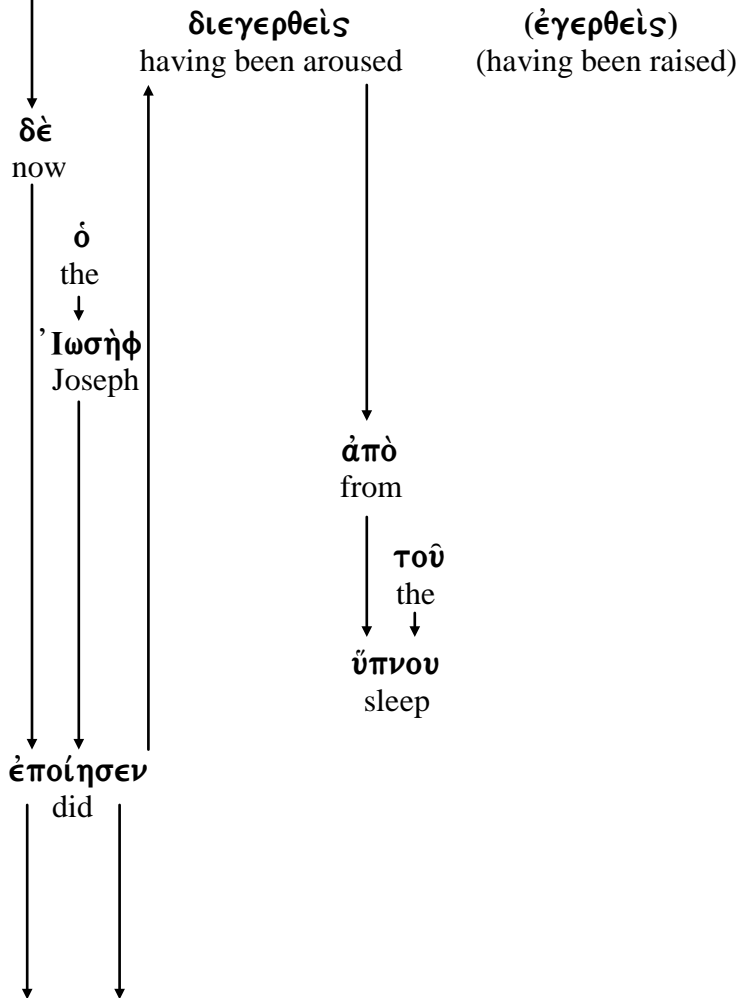 διεγερθεὶς (ἐγερθεὶς)
having been aroused (having been raised)
δὲ
now
ὁ
the
Ἰωσὴφ
Joseph
ἀπὸ
from
τοῦ
the
ὕπνου
sleep
ἐποίησεν
did